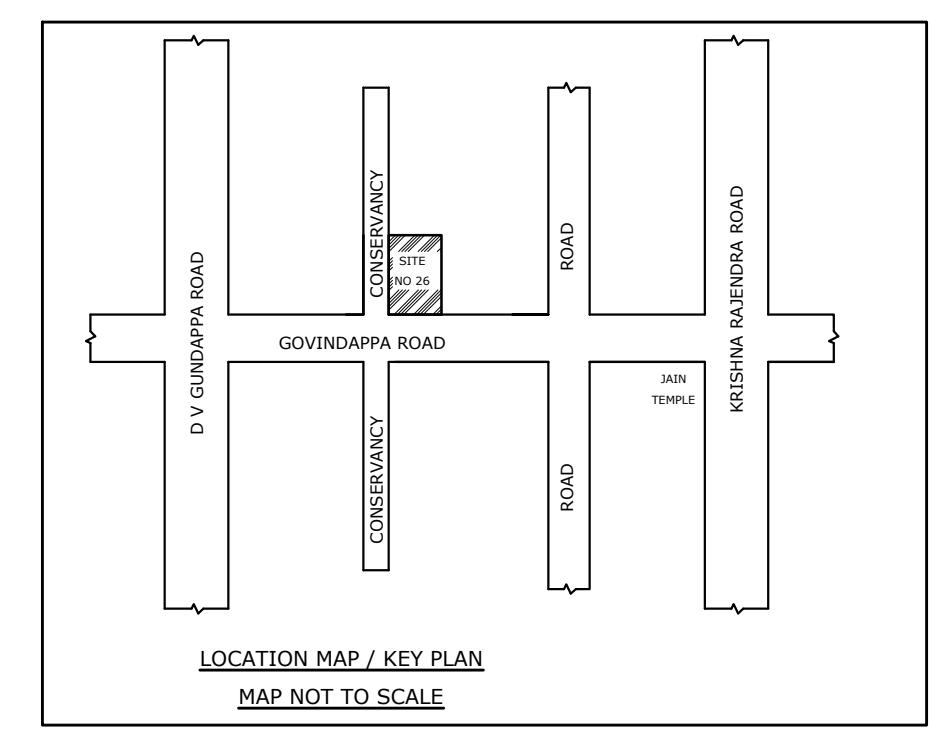 CONSERVANCY
ROAD
KRISHNA RAJENDRA ROAD
D V GUNDAPPA ROAD
SITE
NO 26
GOVINDAPPA ROAD
JAIN
TEMPLE
CONSERVANCY
ROAD
LOCATION MAP / KEY PLAN
MAP NOT TO SCALE